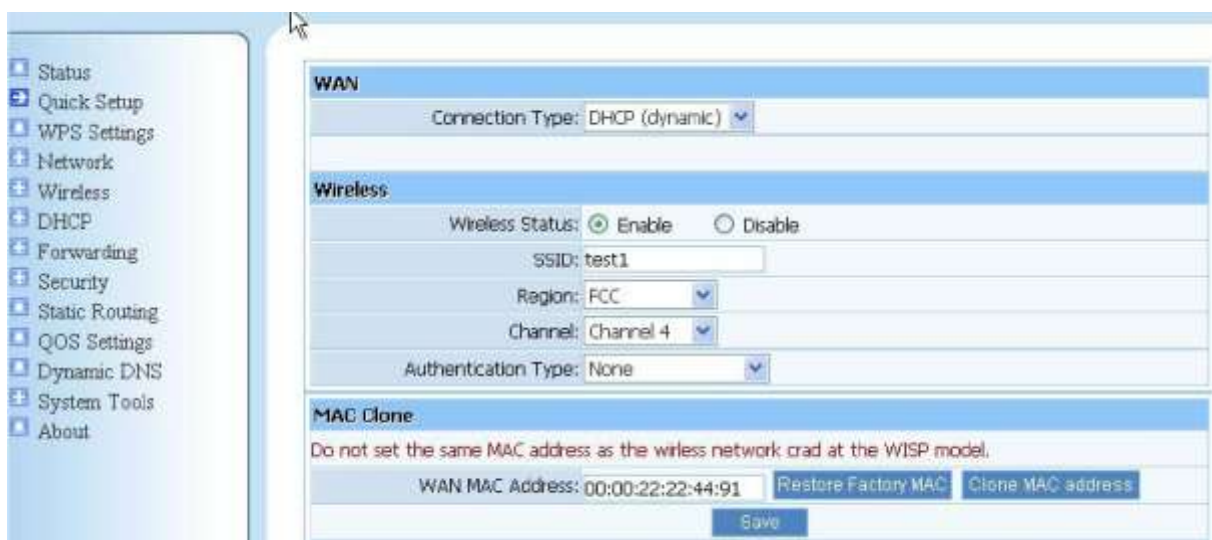 Status
Quick Setup
WPS Settings
Network
Wireless
DHCP
Forwarding
Security
Static Routing
QOS Settings
Dynamic DNS
System Tools
About
WAN
Connection Type: DHCP (dynamic)
Wireless
Wireless Status: Enable Disable
SSID: test1
Region: FCC
Channel: Channel 4
Authentication Type: None
MAC Clone
Do not set the same MAC address as the wirless network crad at the WISP model.
WAN MAC Address: 00:00:22:22:44:91 Restore Factory MAC Clone MAC address
Save